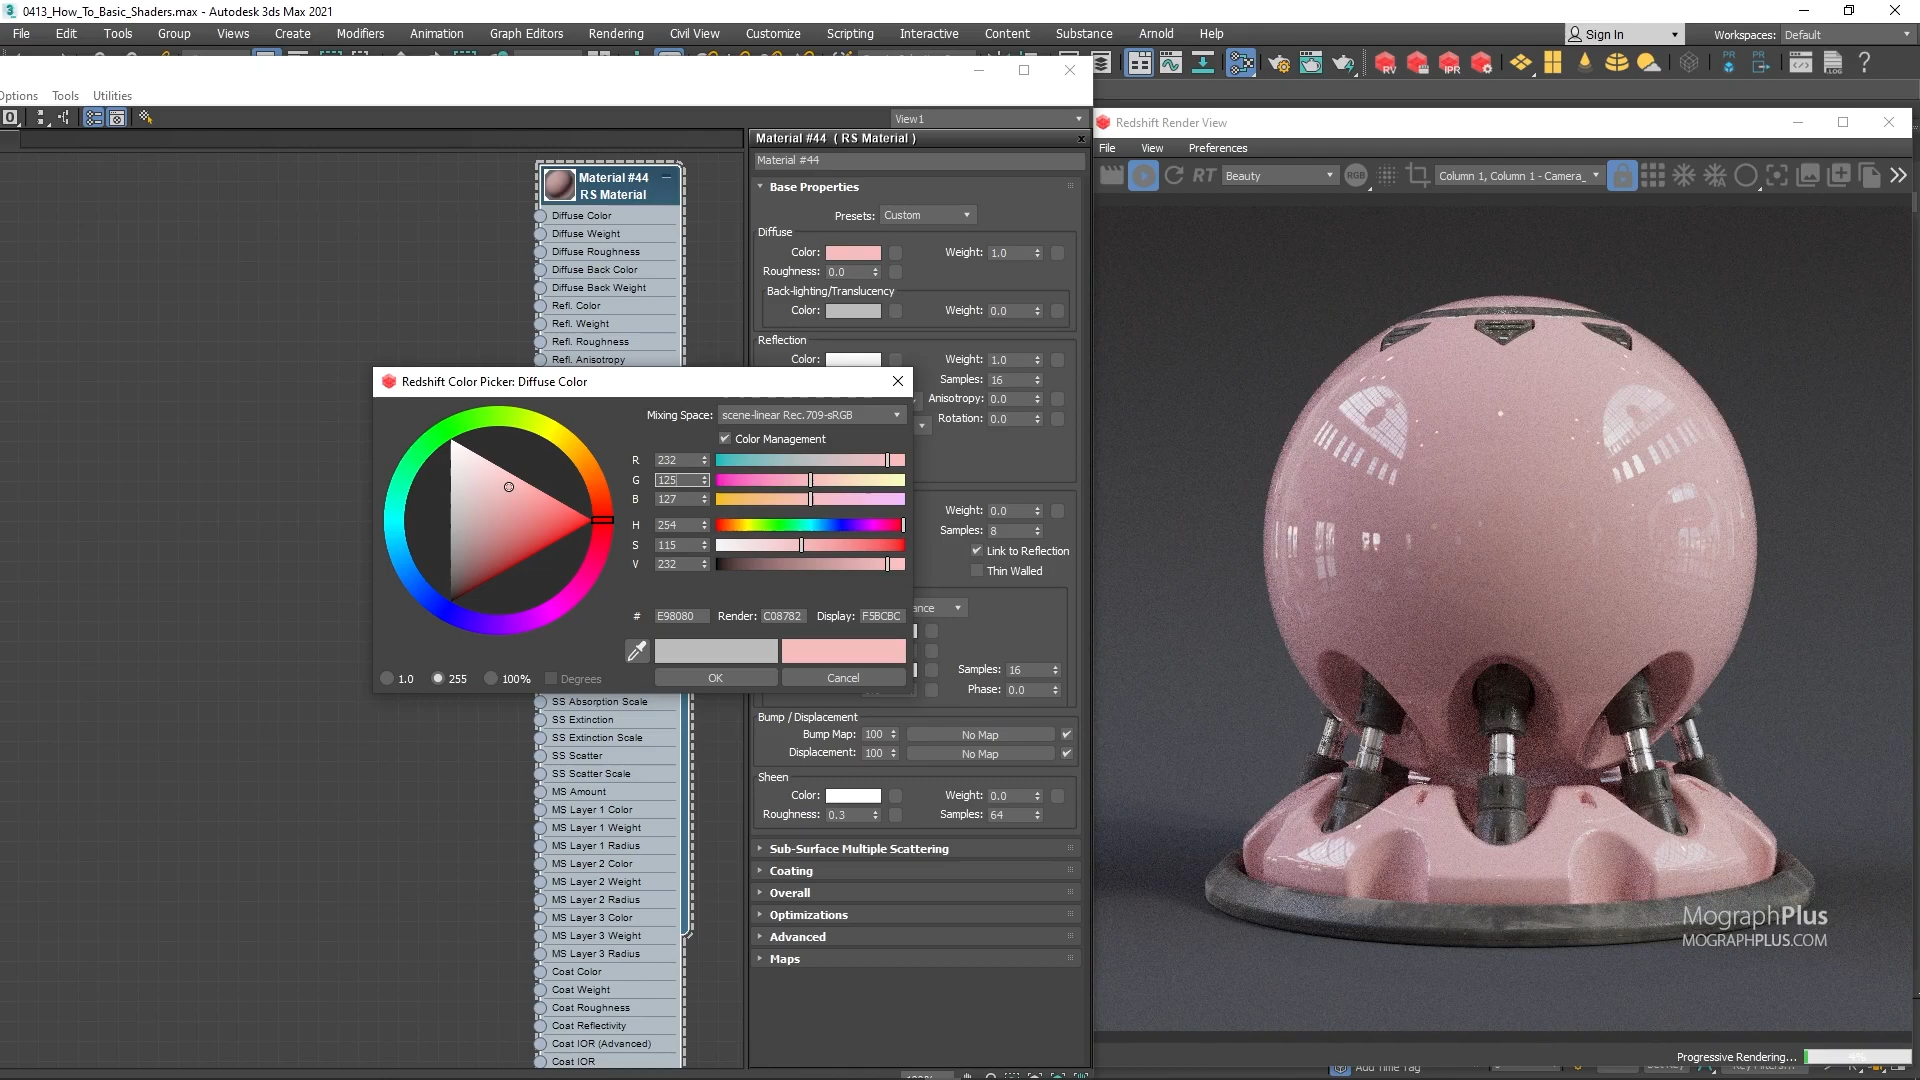 0413_How_To_Basic_Shaders.max - Autodesk 3ds Max 2021
File Edit Tools Group Views Create Modifiers Animation Graph Editors Rendering Civil View Customize Scripting Interactive Content Substance Arnold Help
Sign In Workspaces: Default
RV IPR PR PR LOG
Options Tools Utilities
View1
Material #44 ( RS Material )
Material #44
Base Properties
Presets: Custom
Diffuse
Color: Weight: 1.0
Roughness: 0.0
Back-lighting/Translucency
Color: Weight: 0.0
Reflection
Color: Weight: 1.0
Samples: 16
Anisotropy: 0.0
Rotation: 0.0
Weight: 0.0
Samples: 8
Link to Reflection
Thin Walled
ance
Samples: 16
Phase: 0.0
Bump / Displacement
Bump Map: 100 No Map
Displacement: 100 No Map
Sheen
Color: Weight: 0.0
Roughness: 0.3 Samples: 64
Sub-Surface Multiple Scattering
Coating
Overall
Optimizations
Advanced
Maps
Material #44
RS Material
Diffuse Color
Diffuse Weight
Diffuse Roughness
Diffuse Back Color
Diffuse Back Weight
Refl. Color
Refl. Weight
Refl. Roughness
Refl. Anisotropy
Redshift Color Picker: Diffuse Color
Mixing Space: scene-linear Rec.709-sRGB
Color Management
R 232
G 125
B 127
H 254
S 115
V 232
# E98080 Render: C08782 Display: F5BCBC
1.0 255 100% Degrees
OK Cancel
SS Absorption Scale
SS Extinction
SS Extinction Scale
SS Scatter
SS Scatter Scale
MS Amount
MS Layer 1 Color
MS Layer 1 Weight
MS Layer 1 Radius
MS Layer 2 Color
MS Layer 2 Weight
MS Layer 2 Radius
MS Layer 3 Color
MS Layer 3 Weight
MS Layer 3 Radius
Coat Color
Coat Weight
Coat Roughness
Coat Reflectivity
Coat IOR (Advanced)
Coat IOR
Redshift Render View
File View Preferences
RT Beauty RGB Column 1, Column 1 - Camera_
MographPlus
MOGRAPHPLUS.COM
Progressive Rendering... 4%
Add Time Tag